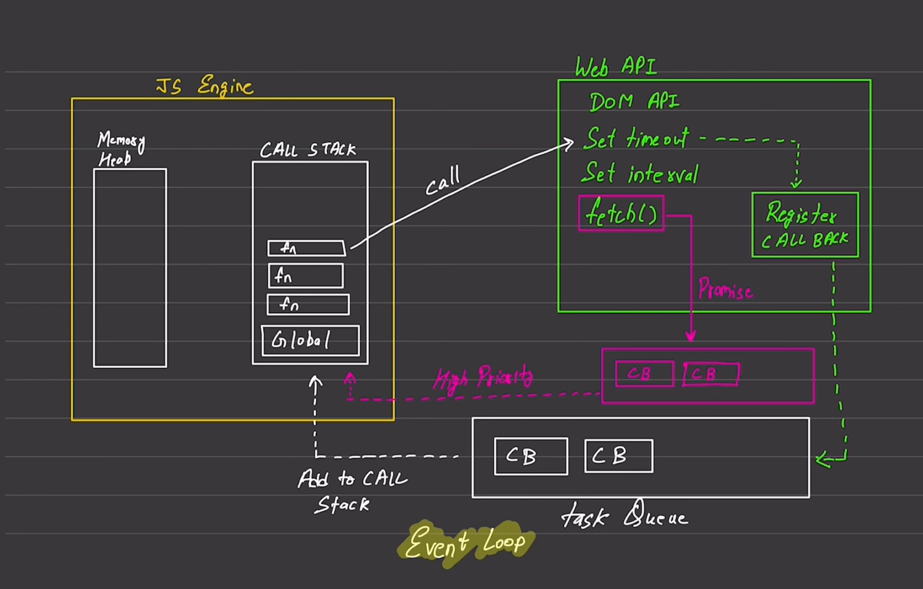 JS Engine
Memory
Heap
CALL STACK
fn
fn
fn
Global
call
Web API
DOM API
Set timeout
Set interval
fetch()
Register
CALL BACK
Promise
CB CB
High Priority
CB CB
Add to CALL
Stack
task Queue
Event Loop